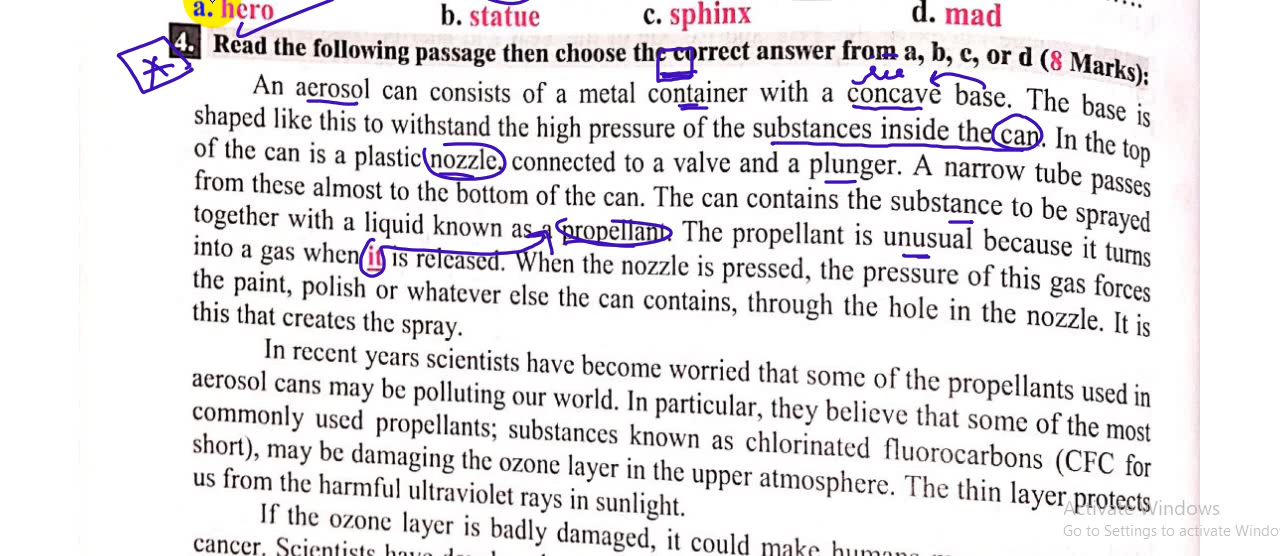 a. hero b. statue c. sphinx d. mad
4. Read the following passage then choose the correct answer from a, b, c, or d (8 Marks):
An aerosol can consists of a metal container with a concave base. The base is
shaped like this to withstand the high pressure of the substances inside the can. In the top
of the can is a plastic nozzle, connected to a valve and a plunger. A narrow tube passes
from these almost to the bottom of the can. The can contains the substance to be sprayed
together with a liquid known as a propellant. The propellant is unusual because it turns
into a gas when it is released. When the nozzle is pressed, the pressure of this gas forces
the paint, polish or whatever else the can contains, through the hole in the nozzle. It is
this that creates the spray.
In recent years scientists have become worried that some of the propellants used in
aerosol cans may be polluting our world. In particular, they believe that some of the most
commonly used propellants; substances known as chlorinated fluorocarbons (CFC for
short), may be damaging the ozone layer in the upper atmosphere. The thin layer protects
us from the harmful ultraviolet rays in sunlight.
If the ozone layer is badly damaged, it could make humans
cancer. Scientists have
Activate Windows
Go to Settings to activate Windo